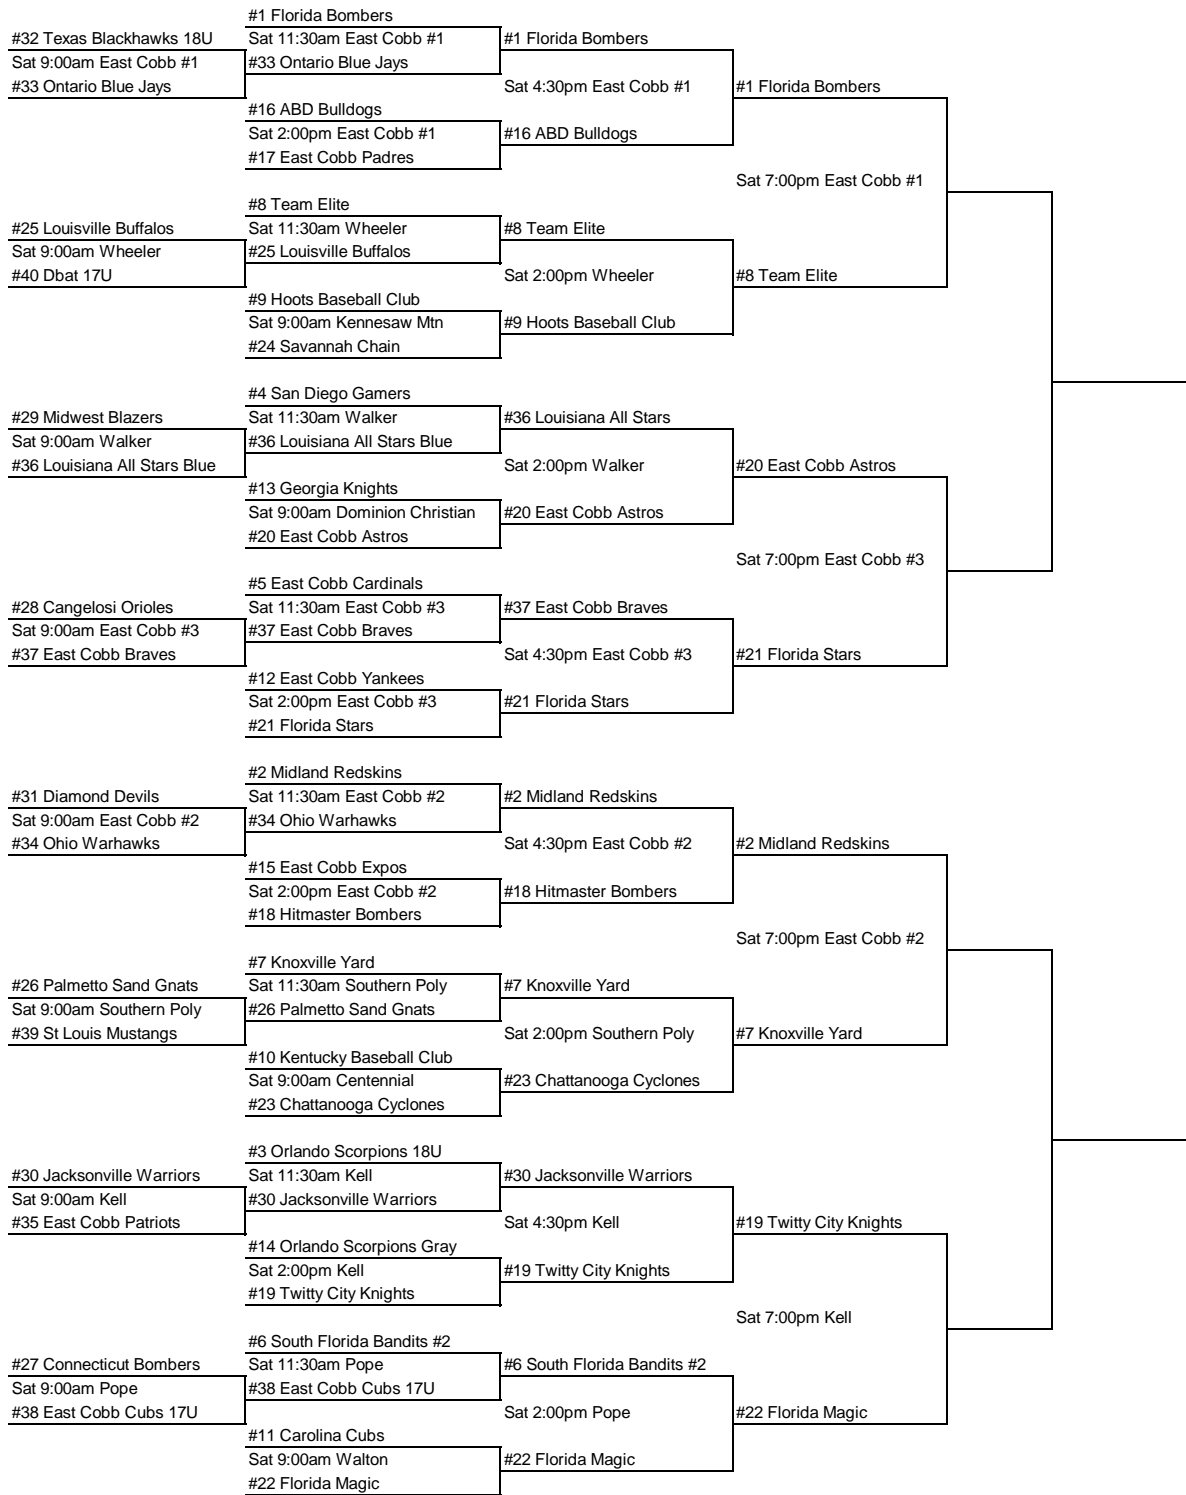 #1 Florida Bombers
#32 Texas Blackhawks 18U
Sat 11:30am East Cobb #1
#1 Florida Bombers
Sat 9:00am East Cobb #1
#33 Ontario Blue Jays
#33 Ontario Blue Jays
Sat 4:30pm East Cobb #1
#1 Florida Bombers
#16 ABD Bulldogs
Sat 2:00pm East Cobb #1
#16 ABD Bulldogs
#17 East Cobb Padres
Sat 7:00pm East Cobb #1
#8 Team Elite
#25 Louisville Buffalos
Sat 11:30am Wheeler
#8 Team Elite
Sat 9:00am Wheeler
#25 Louisville Buffalos
#40 Dbat 17U
Sat 2:00pm Wheeler
#8 Team Elite
#9 Hoots Baseball Club
Sat 9:00am Kennesaw Mtn
#9 Hoots Baseball Club
#24 Savannah Chain
#4 San Diego Gamers
#29 Midwest Blazers
Sat 11:30am Walker
#36 Louisiana All Stars
Sat 9:00am Walker
#36 Louisiana All Stars Blue
#36 Louisiana All Stars Blue
Sat 2:00pm Walker
#20 East Cobb Astros
#13 Georgia Knights
Sat 9:00am Dominion Christian
#20 East Cobb Astros
#20 East Cobb Astros
Sat 7:00pm East Cobb #3
#5 East Cobb Cardinals
#28 Cangelosi Orioles
Sat 11:30am East Cobb #3
#37 East Cobb Braves
Sat 9:00am East Cobb #3
#37 East Cobb Braves
#37 East Cobb Braves
Sat 4:30pm East Cobb #3
#21 Florida Stars
#12 East Cobb Yankees
Sat 2:00pm East Cobb #3
#21 Florida Stars
#21 Florida Stars
#2 Midland Redskins
#31 Diamond Devils
Sat 11:30am East Cobb #2
#2 Midland Redskins
Sat 9:00am East Cobb #2
#34 Ohio Warhawks
#34 Ohio Warhawks
Sat 4:30pm East Cobb #2
#2 Midland Redskins
#15 East Cobb Expos
Sat 2:00pm East Cobb #2
#18 Hitmaster Bombers
#18 Hitmaster Bombers
Sat 7:00pm East Cobb #2
#7 Knoxville Yard
#26 Palmetto Sand Gnats
Sat 11:30am Southern Poly
#7 Knoxville Yard
Sat 9:00am Southern Poly
#26 Palmetto Sand Gnats
#39 St Louis Mustangs
Sat 2:00pm Southern Poly
#7 Knoxville Yard
#10 Kentucky Baseball Club
Sat 9:00am Centennial
#23 Chattanooga Cyclones
#23 Chattanooga Cyclones
#3 Orlando Scorpions 18U
#30 Jacksonville Warriors
Sat 11:30am Kell
#30 Jacksonville Warriors
Sat 9:00am Kell
#30 Jacksonville Warriors
#35 East Cobb Patriots
Sat 4:30pm Kell
#19 Twitty City Knights
#14 Orlando Scorpions Gray
Sat 2:00pm Kell
#19 Twitty City Knights
#19 Twitty City Knights
Sat 7:00pm Kell
#6 South Florida Bandits #2
#27 Connecticut Bombers
Sat 11:30am Pope
#6 South Florida Bandits #2
Sat 9:00am Pope
#38 East Cobb Cubs 17U
#38 East Cobb Cubs 17U
Sat 2:00pm Pope
#22 Florida Magic
#11 Carolina Cubs
Sat 9:00am Walton
#22 Florida Magic
#22 Florida Magic